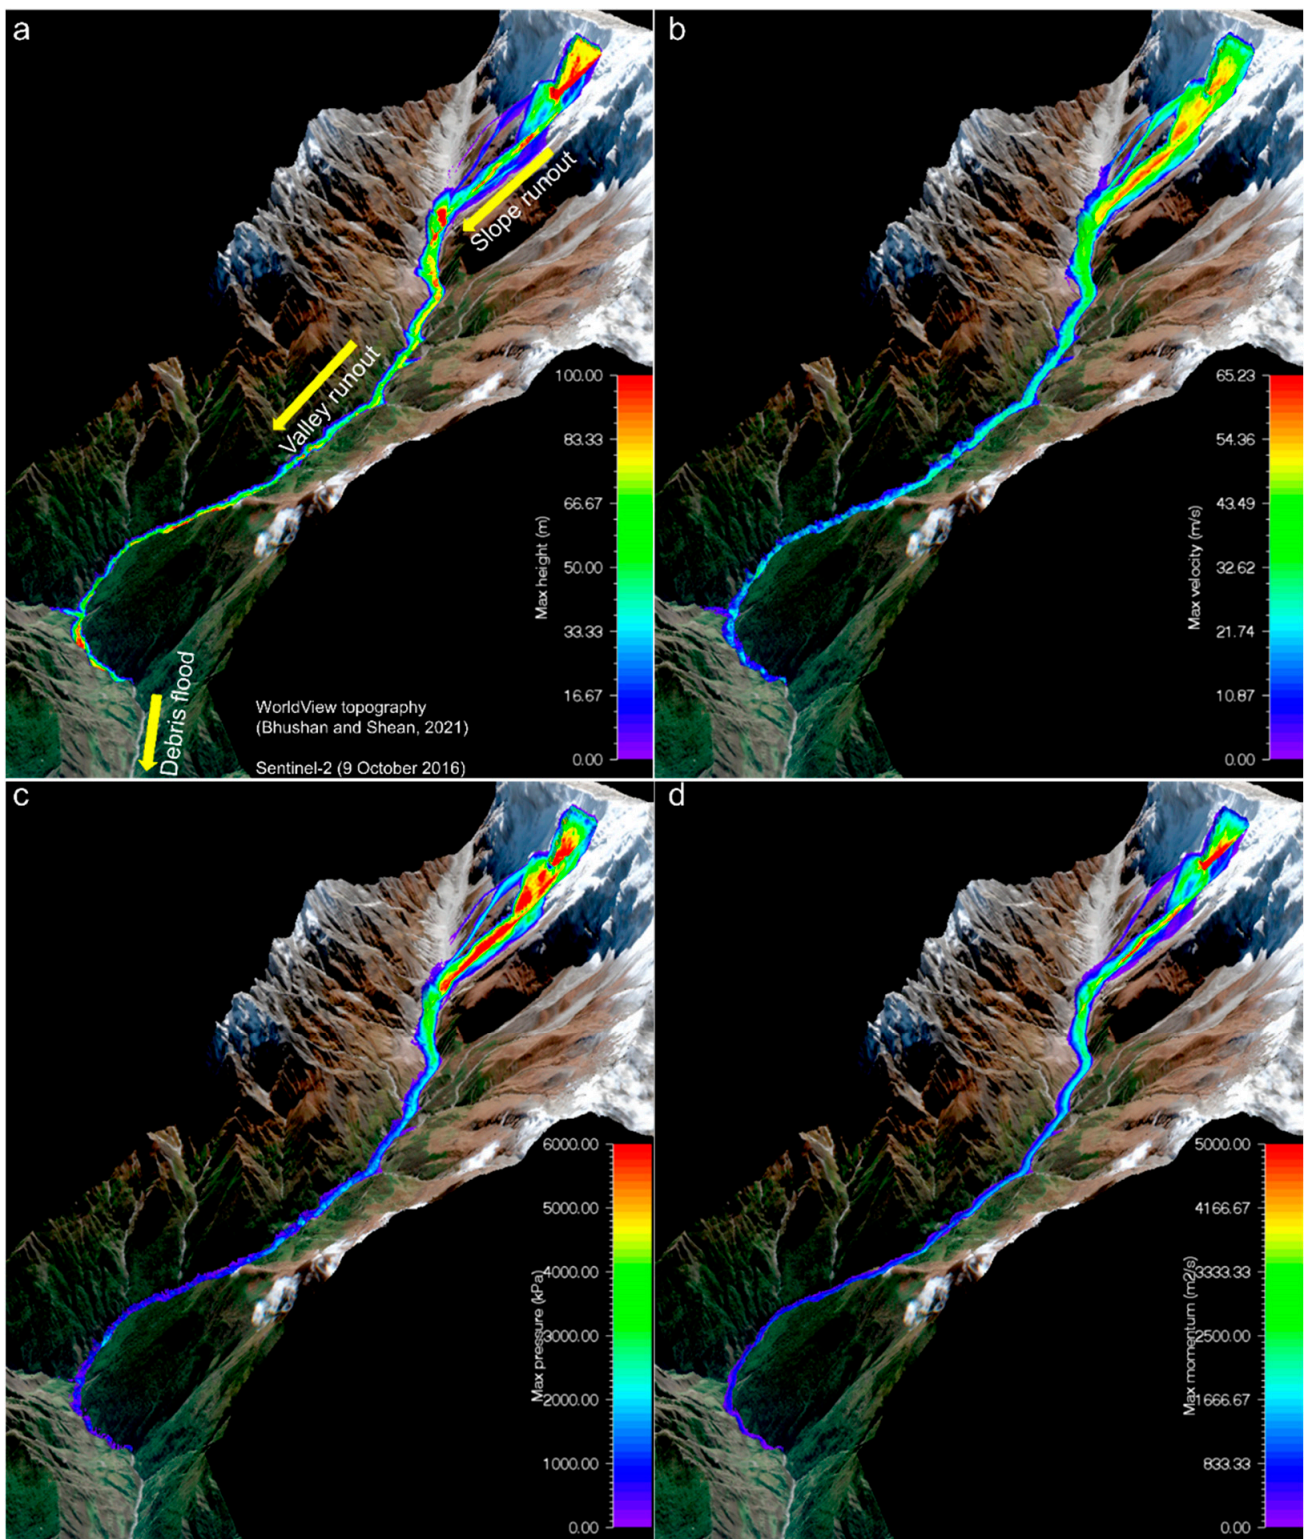 a
Slope runout
Valley runout
Debris flood
WorldView topography
(Bhushan and Shean, 2021)
Sentinel-2 (9 October 2016)
Max height (m)
100.00
83.33
66.67
50.00
33.33
16.67
0.00
b
Max velocity (m/s)
65.23
54.36
43.49
32.62
21.74
10.87
0.00
c
Max pressure (kPa)
6000.00
5000.00
4000.00
3000.00
2000.00
1000.00
0.00
d
Max momentum (m2/s)
5000.00
4166.67
3333.33
2500.00
1666.67
833.33
0.00